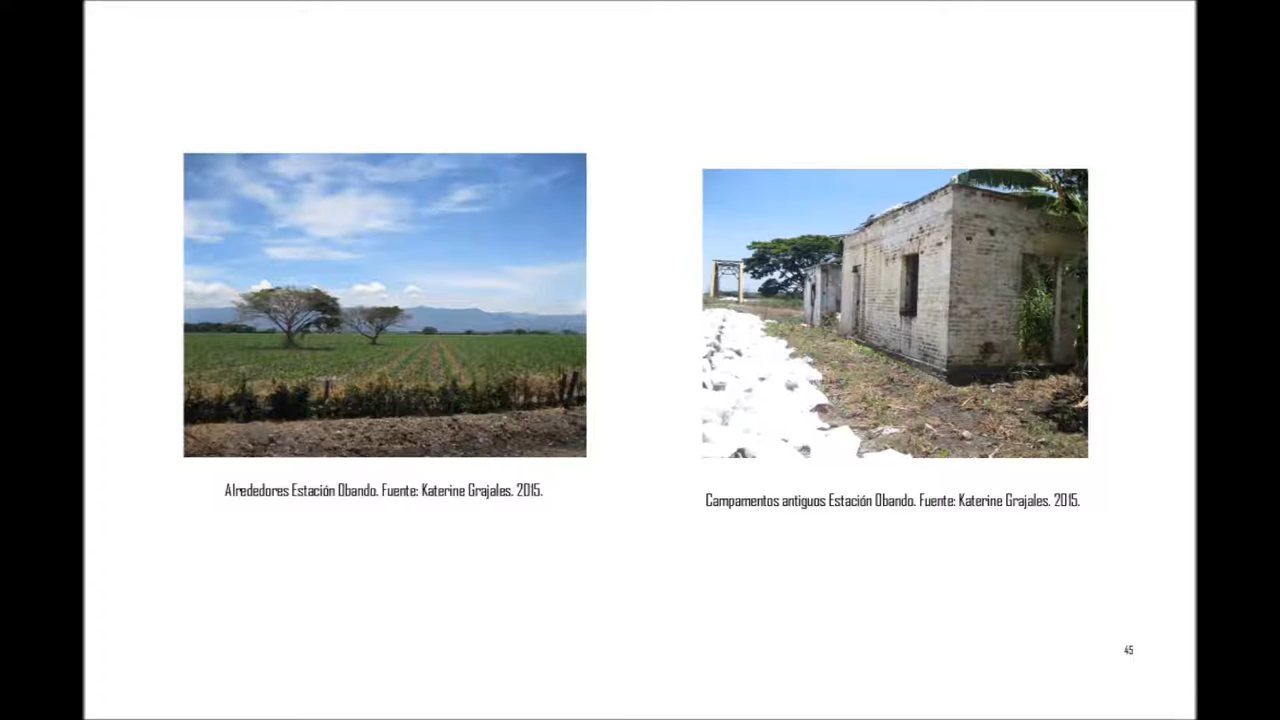 Alrededores Estación Obando. Fuente: Katerine Grajales. 2015.
Campamentos antiguos Estación Obando. Fuente: Katerine Grajales. 2015.
45